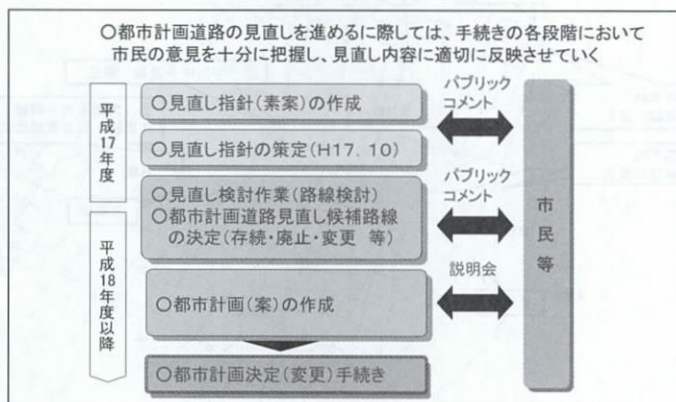 ○都市計画道路の見直しを進めるに際しては、手続きの各段階において
市民の意見を十分に把握し、見直し内容に適切に反映させていく
平成17年度
○見直し指針(素案)の作成
パブリック
コメント
○見直し指針の策定(H17.10)
○見直し検討作業(路線検討)
○都市計画道路見直し候補路線
の決定(存続・廃止・変更 等)
パブリック
コメント
平成18年度以降
○都市計画(案)の作成
説明会
○都市計画決定(変更)手続き
市民等